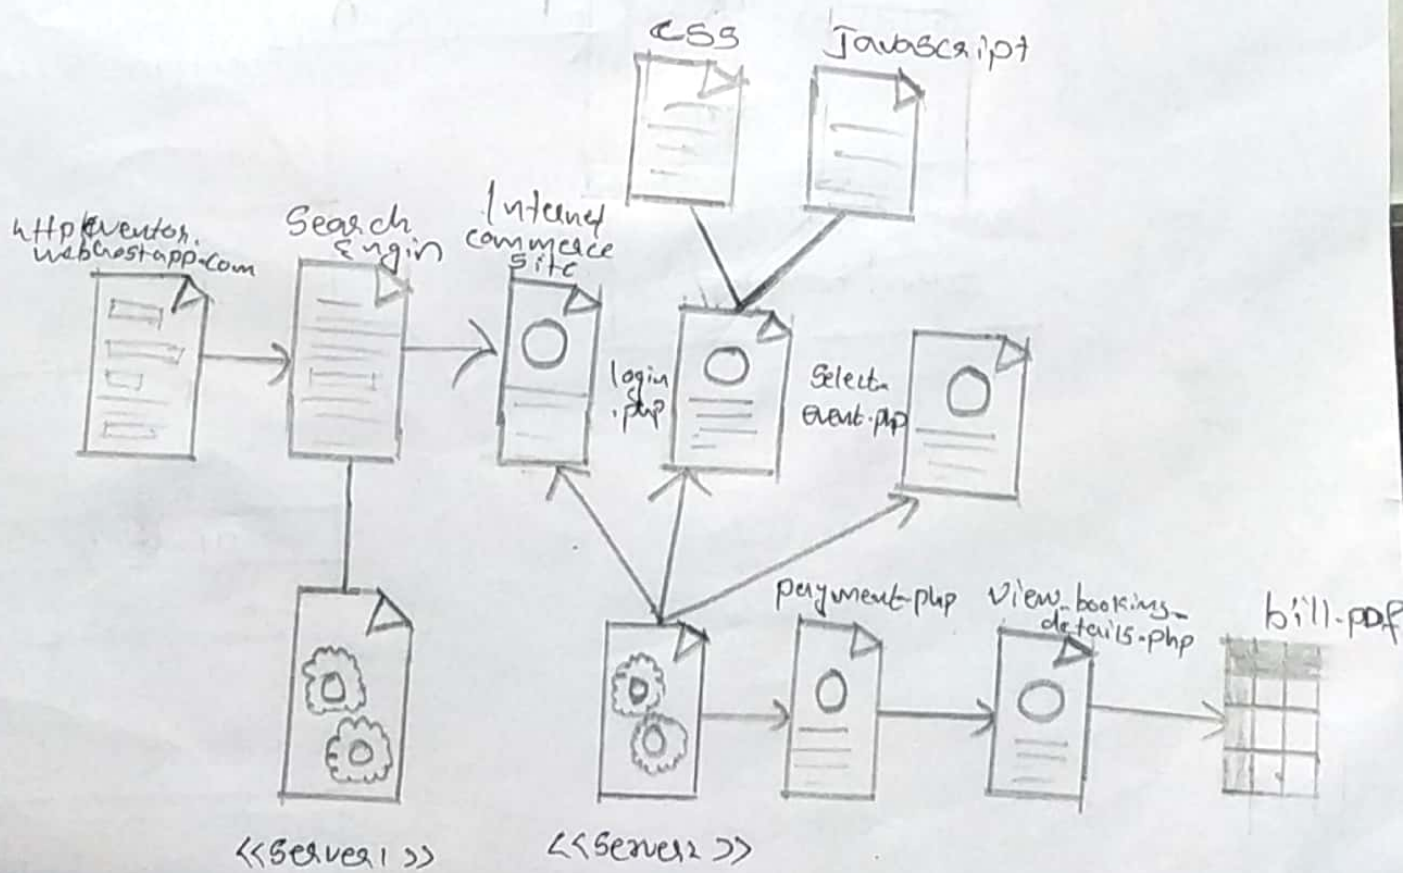 CSS
Javascript
http eventor.
webhostapp.com
Search
Engin
Internet
commerce
site
login
.php
Select-
event.php
payment.php
View_booking_
details.php
bill.pdf
<<Server1>>
<<Server2>>